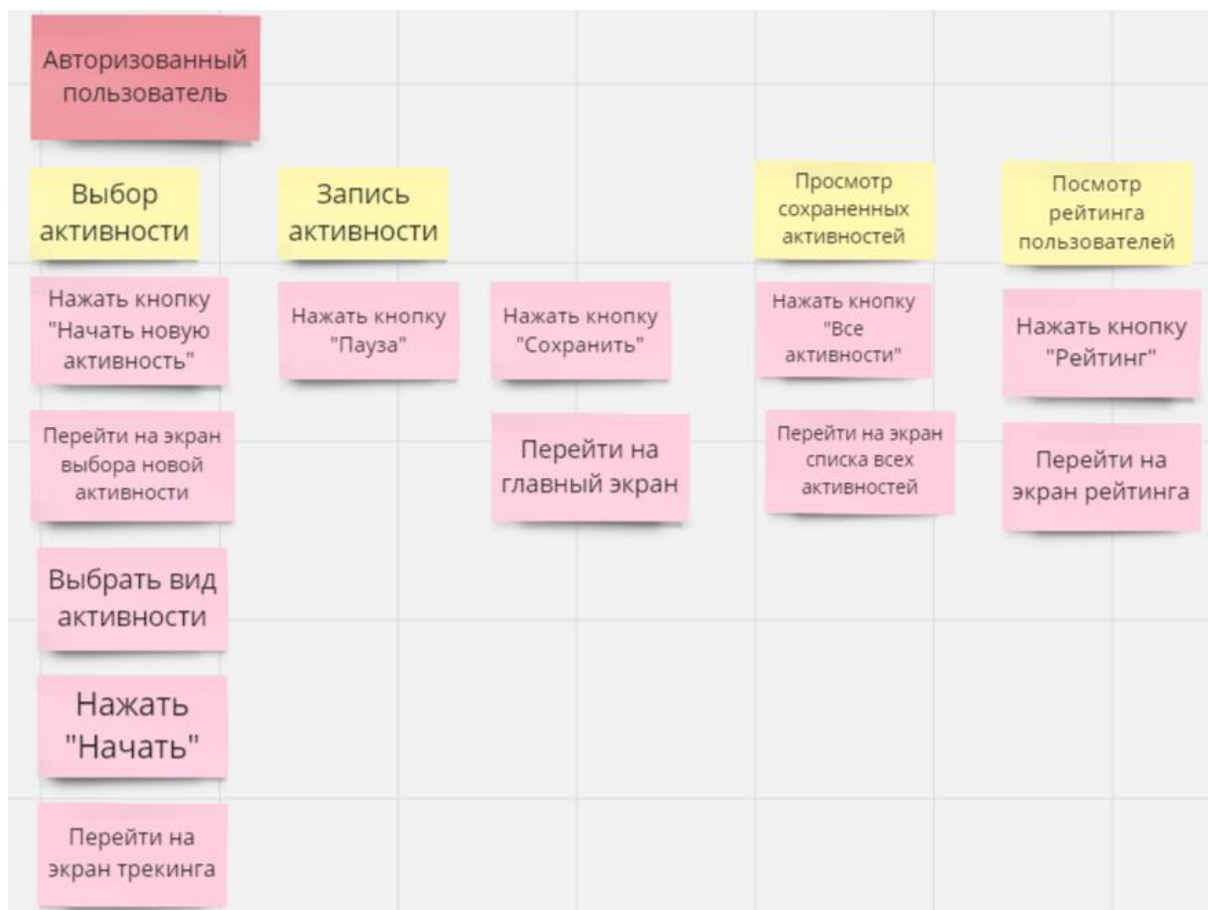 Авторизованный
пользователь
Выбор
активности
Запись
активности
Просмотр
сохраненных
активностей
Посмотр
рейтинга
пользователей
Нажать кнопку
"Начать новую
активность"
Нажать кнопку
"Пауза"
Нажать кнопку
"Сохранить"
Нажать кнопку
"Все
активности"
Нажать кнопку
"Рейтинг"
Перейти на экран
выбора новой
активности
Перейти на
главный экран
Перейти на экран
списка всех
активностей
Перейти на
экран рейтинга
Выбрать вид
активности
Нажать
"Начать"
Перейти на
экран трекинга